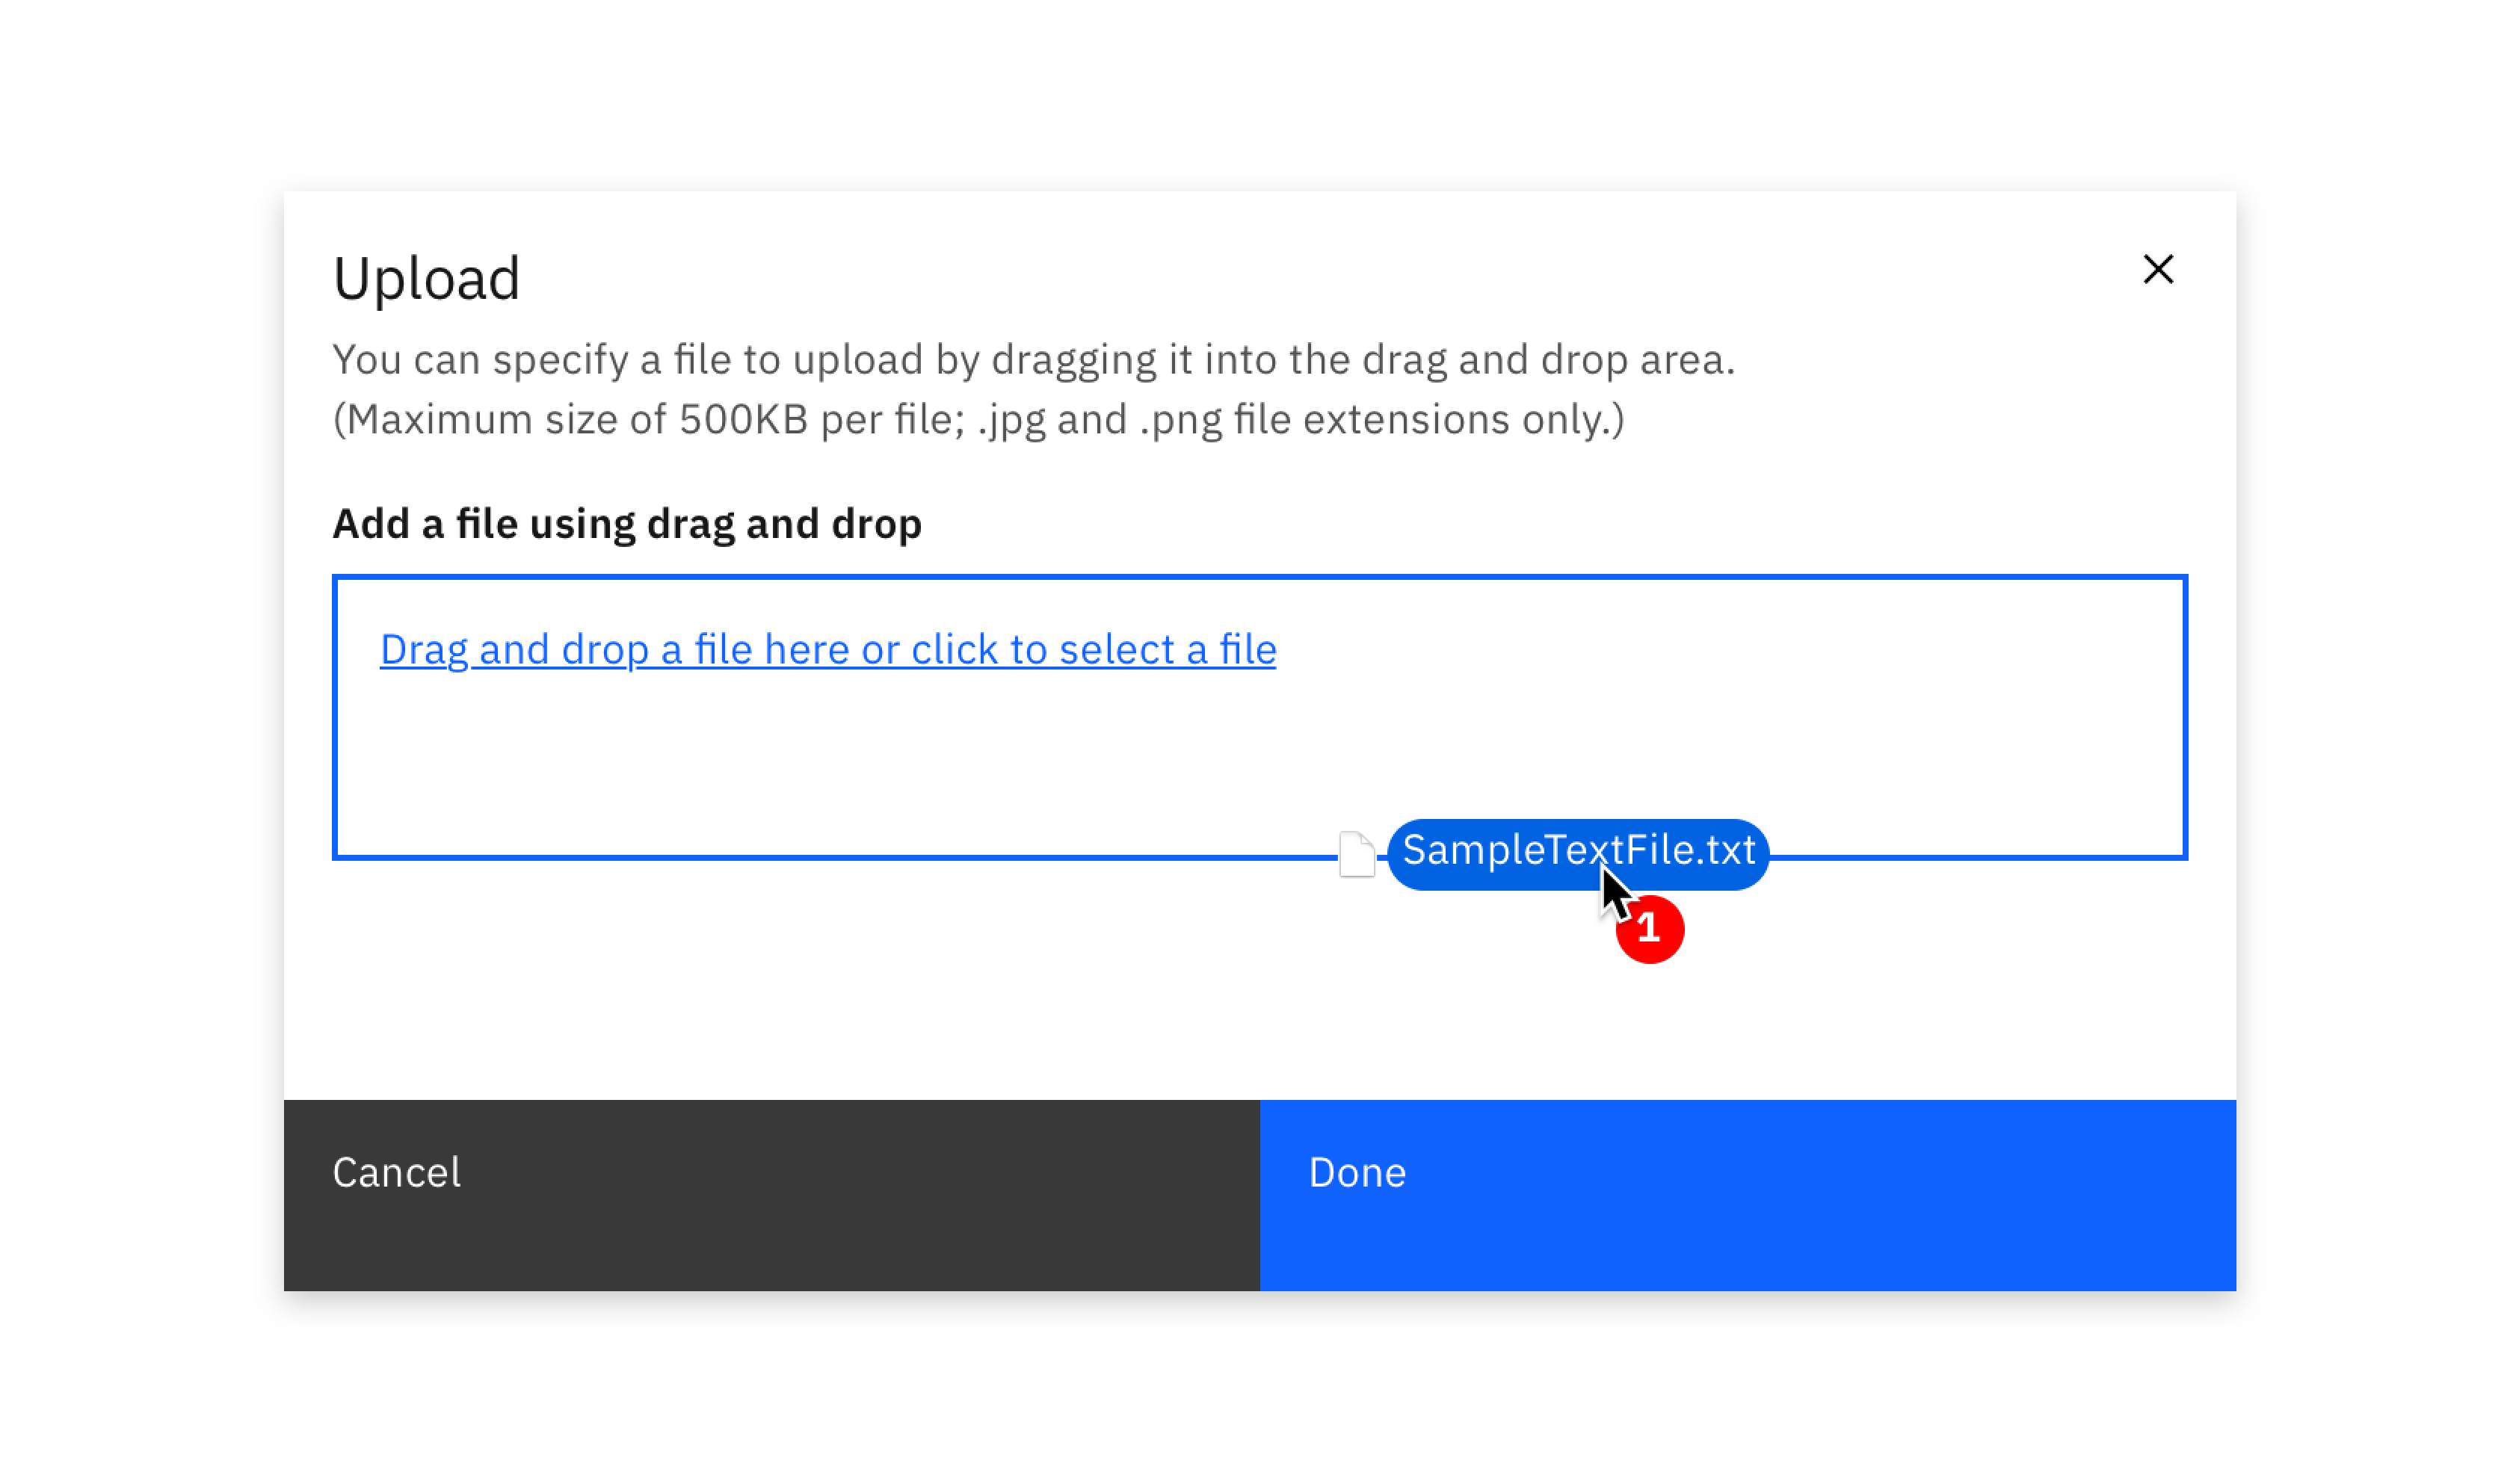 Upload
You can specify a file to upload by dragging it into the drag and drop area.
(Maximum size of 500KB per file; .jpg and .png file extensions only.)
Add a file using drag and drop
Drag and drop a file here or click to select a file
SampleTextFile.txt
1
Cancel
Done